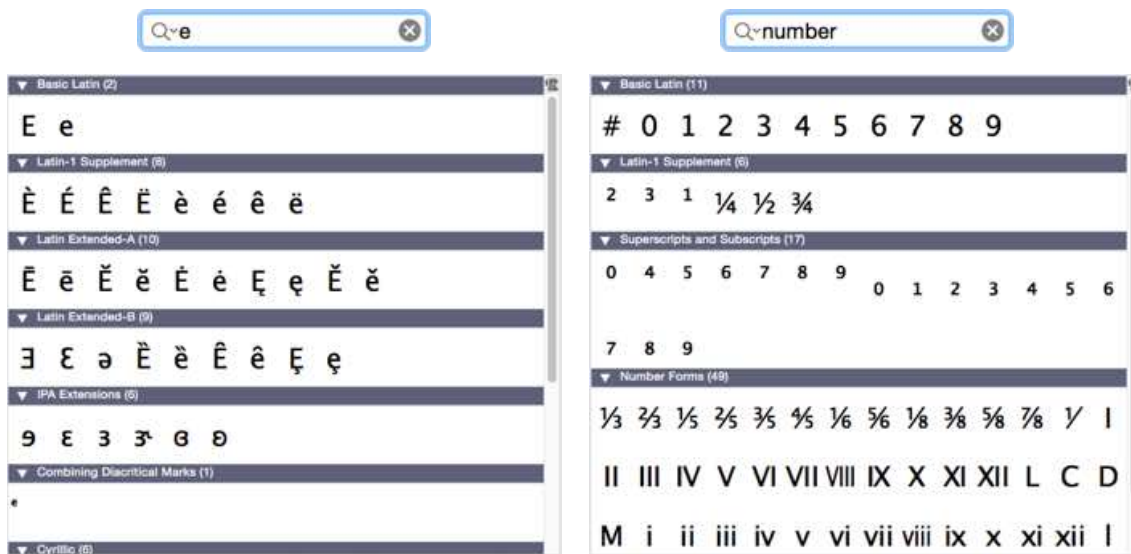 e
Basic Latin (2)
E e
Latin-1 Supplement (8)
È É Ê Ë è é ê ë
Latin Extended-A (10)
Ē ē Ĕ ĕ Ė ė Ę ę Ě ě
Latin Extended-B (9)
Ǝ Ɛ ǝ Ȅ ȅ Ȇ ȇ Ȩ ȩ
IPA Extensions (6)
ɘ ɛ ɜ ɝ ɞ ʚ
Combining Diacritical Marks (1)
ͤ
Cyrillic (6)
number
Basic Latin (11)
# 0 1 2 3 4 5 6 7 8 9
Latin-1 Supplement (6)
² ³ ¹ ¼ ½ ¾
Superscripts and Subscripts (17)
⁰ ⁴ ⁵ ⁶ ⁷ ⁸ ⁹ ₀ ₁ ₂ ₃ ₄ ₅ ₆
₇ ₈ ₉
Number Forms (49)
⅓ ⅔ ⅕ ⅖ ⅗ ⅘ ⅙ ⅚ ⅛ ⅜ ⅝ ⅞ ⅟ Ⅰ
Ⅱ Ⅲ Ⅳ Ⅴ Ⅵ Ⅶ Ⅷ Ⅸ Ⅹ Ⅺ Ⅻ Ⅼ Ⅽ Ⅾ
Ⅿ ⅰ ⅱ ⅲ ⅳ ⅴ ⅵ ⅶ ⅷ ⅸ ⅹ ⅺ ⅻ ⅼ